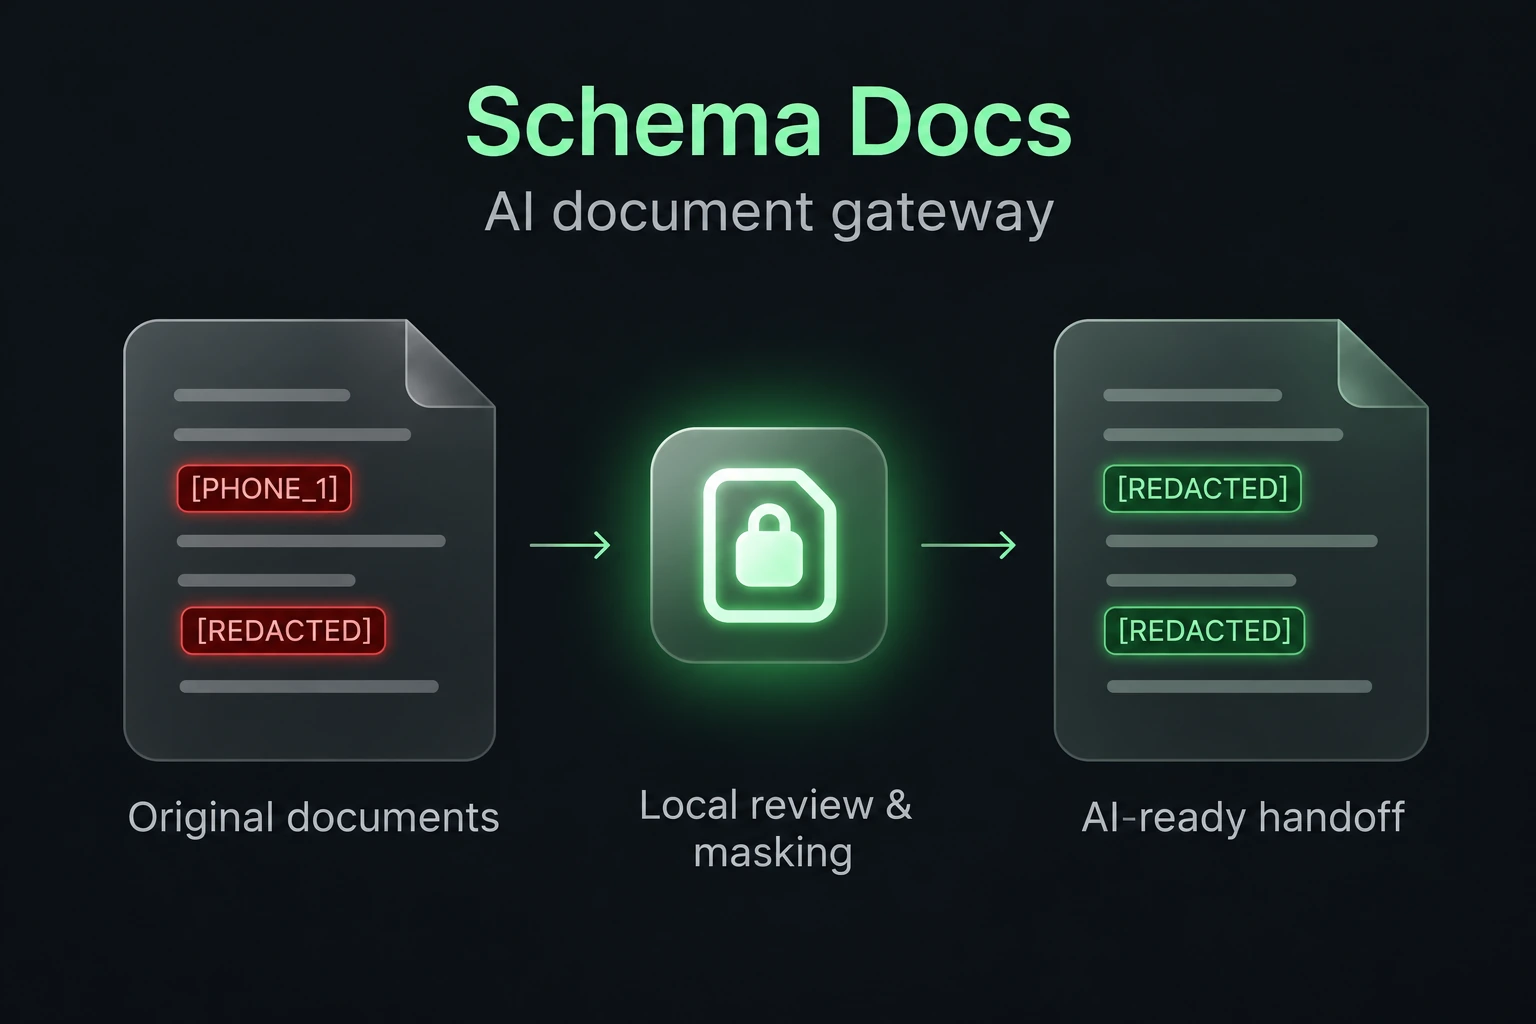 Schema Docs
AI document gateway
[PHONE_1]
[REDACTED]
Original documents
Local review &
masking
[REDACTED]
[REDACTED]
AI-ready handoff